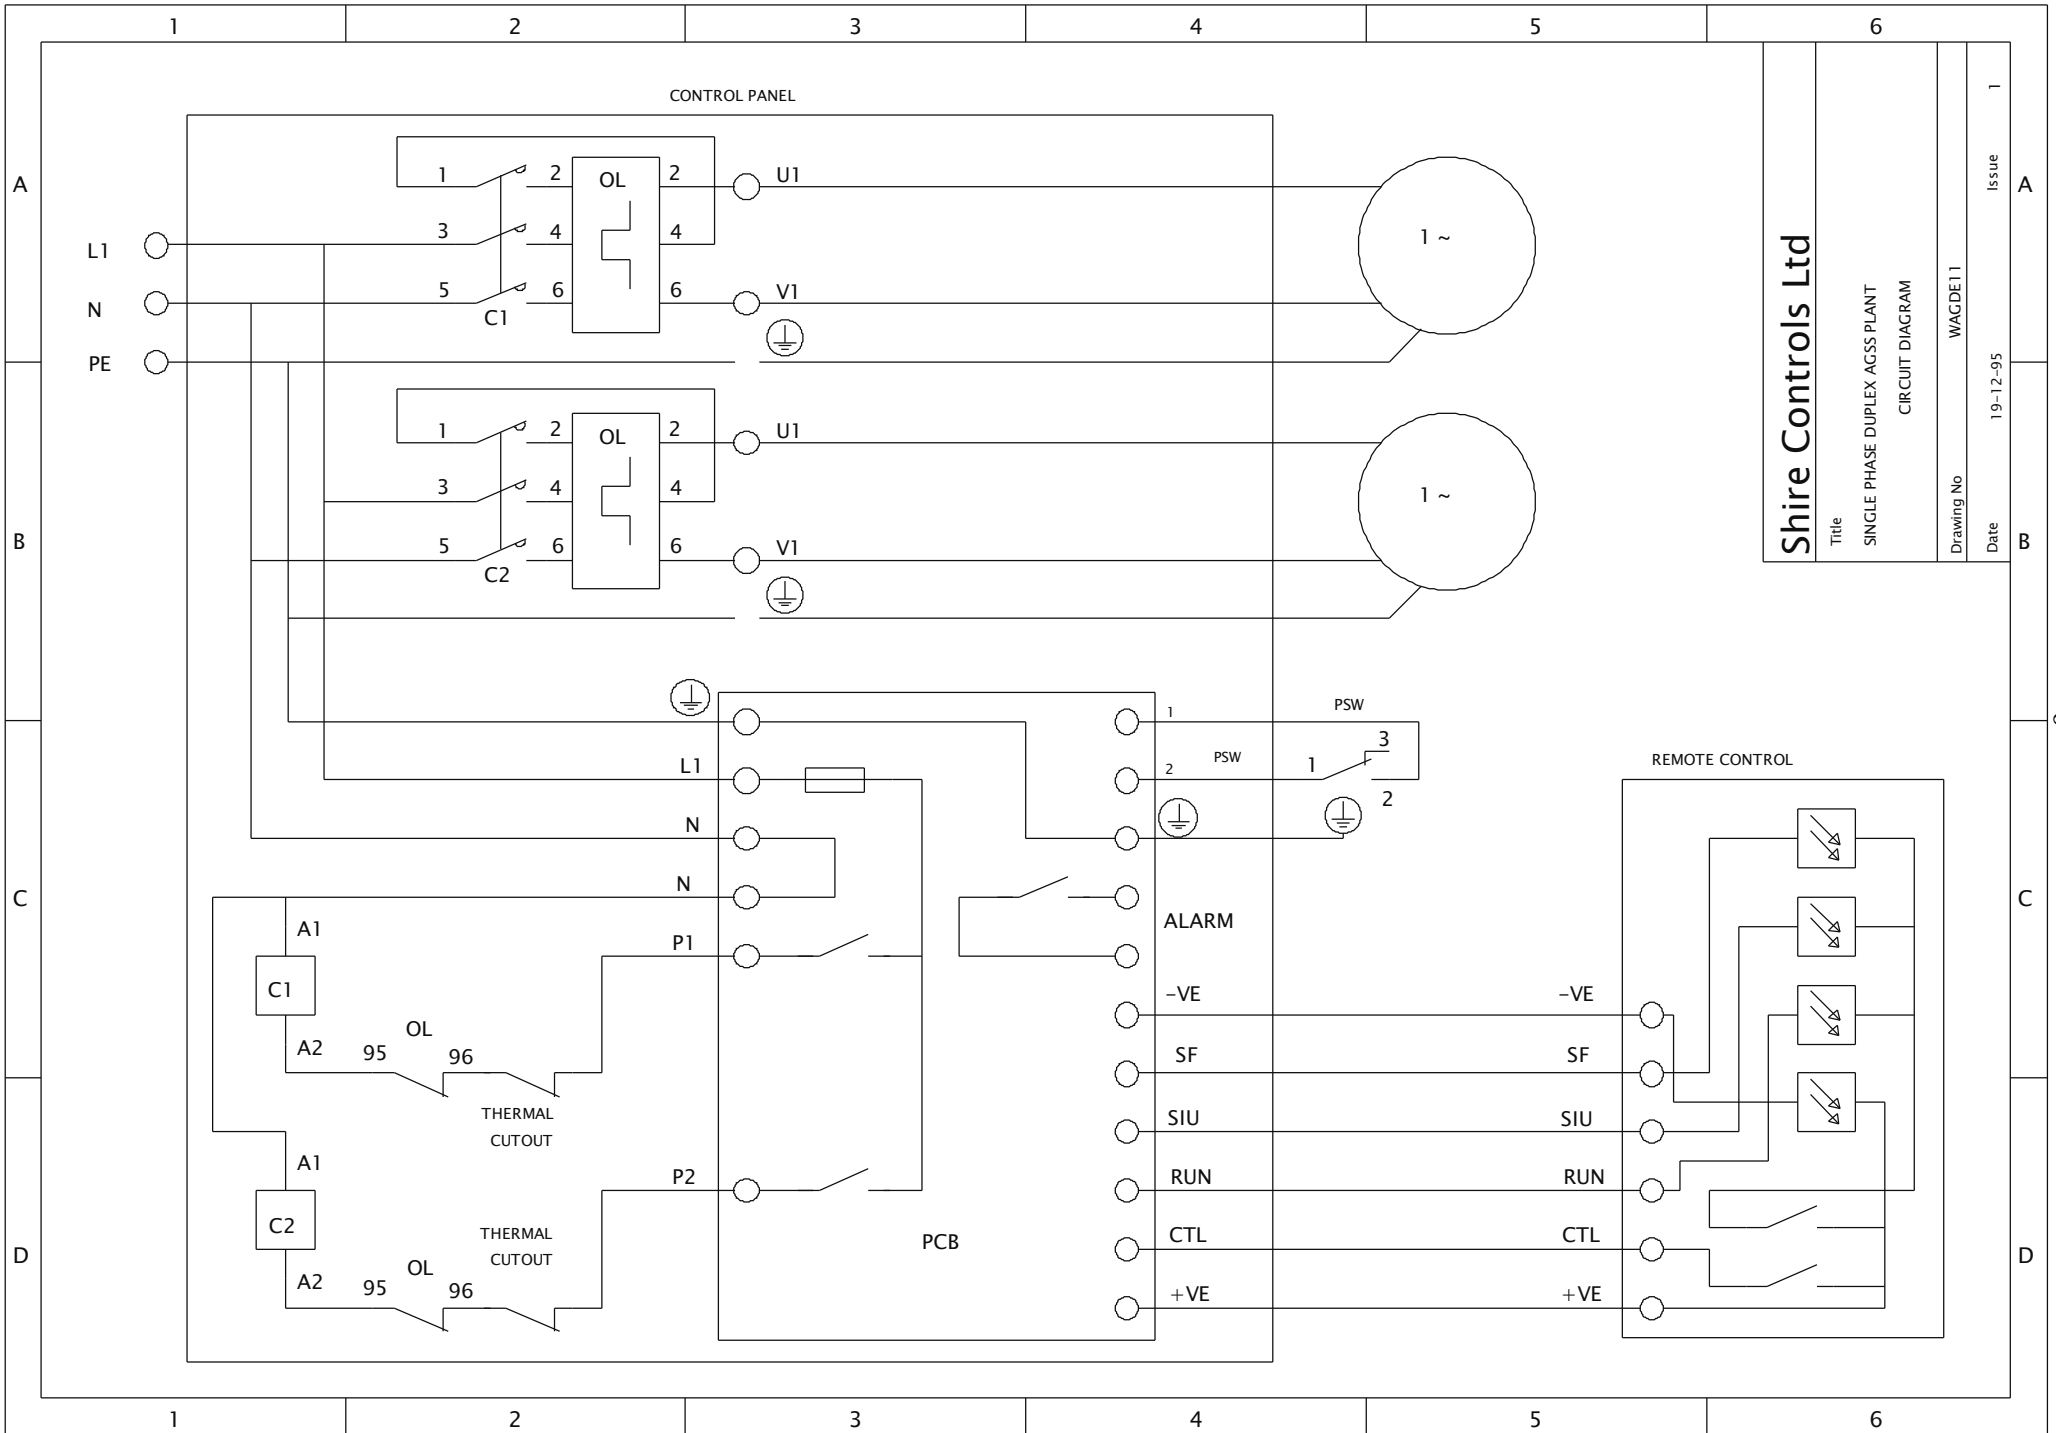 1 2 3 4 5 6
CONTROL PANEL
A
A
B
B
C
C
D
D
L1
N
PE
1 2 OL 2 U1
3 4 4
5 6 6 V1
C1
1 ~
1 2 OL 2 U1
3 4 4
5 6 6 V1
C2
1 ~
Shire Controls Ltd
Title
SINGLE PHASE DUPLEX AGSS PLANT
CIRCUIT DIAGRAM
Drawing No WAGDE11
Date 19-12-95 Issue 1
L1
N
N
P1
P2
PCB
1 PSW
2 PSW 1 3
2
ALARM
-VE -VE
SF SF
SIU SIU
RUN RUN
CTL CTL
+VE +VE
REMOTE CONTROL
A1
C1
A2 95 OL 96
THERMAL
CUTOUT
A1
C2
A2 95 OL 96
THERMAL
CUTOUT
1 2 3 4 5 6